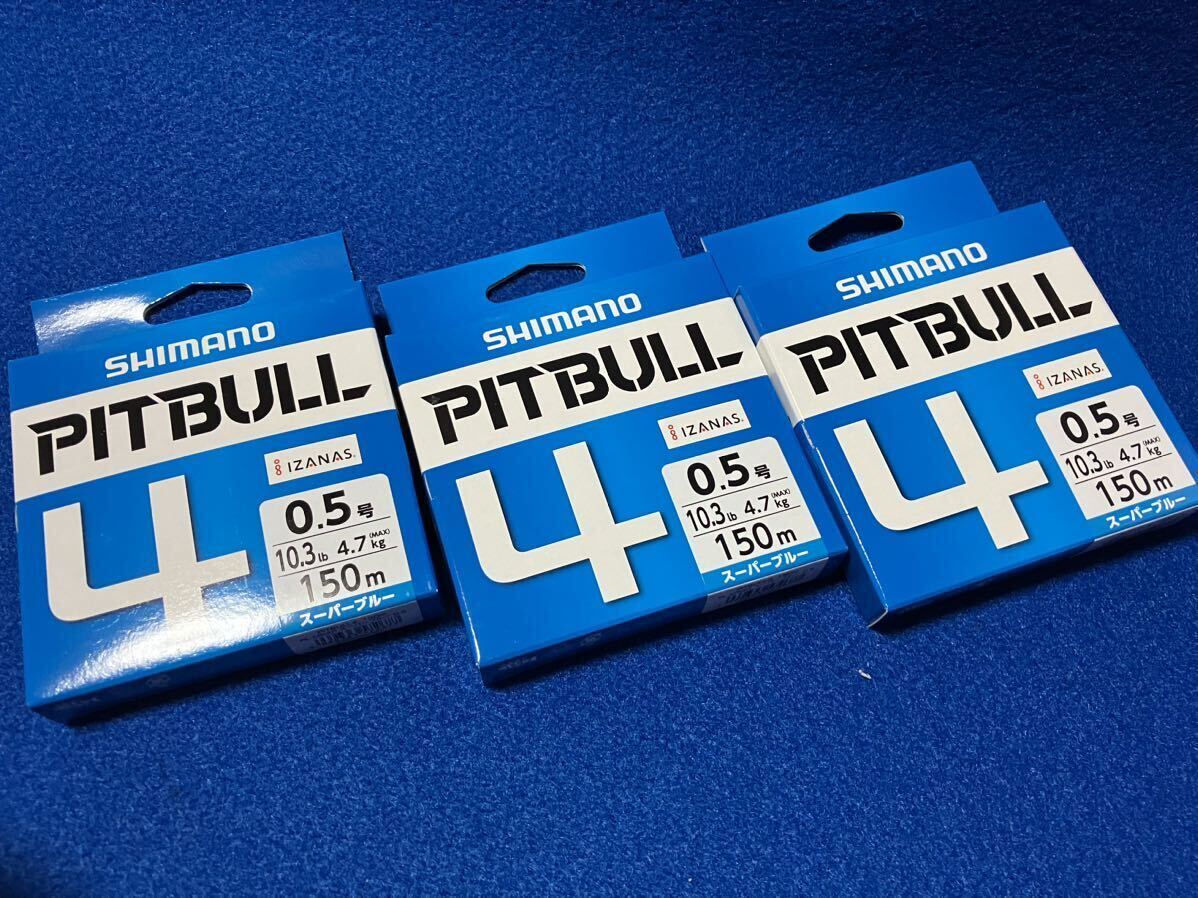 SHIMANO
PITBULL
4
IZANAS®
0.5号
10.3lb 4.7kg (MAX)
150m
スーパーブルー
SHIMANO
PITBULL
4
IZANAS®
0.5号
10.3lb 4.7kg (MAX)
150m
スーパーブルー
SHIMANO
PITBULL
4
IZANAS®
0.5号
10.3lb 4.7kg (MAX)
150m
スーパーブルー